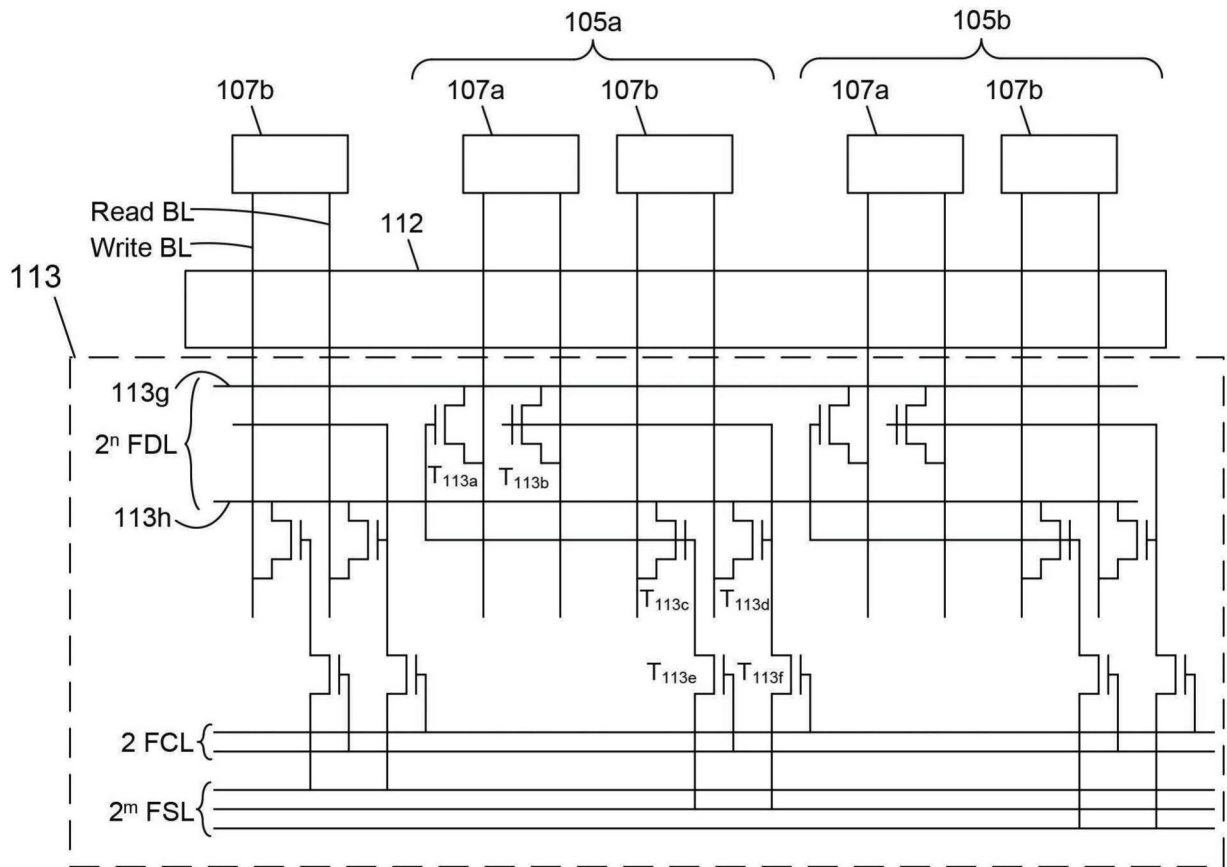 105a 105b
107b 107a 107b 107a 107b
Read BL
Write BL
112
113
113g
2ⁿ FDL
T113a T113b
113h
T113c T113d
T113e T113f
2 FCL
2ᵐ FSL